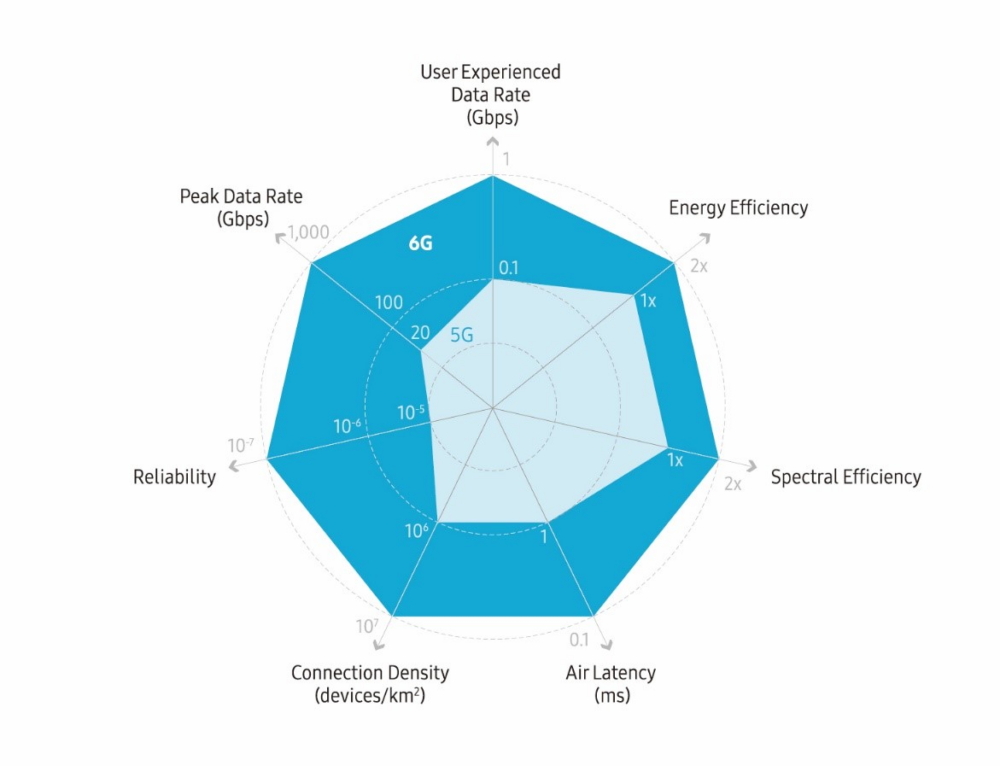 User Experienced
Data Rate
(Gbps)
1
Peak Data Rate
(Gbps)
1,000
Energy Efficiency
2x
6G
0.1
1x
100
20
5G
10⁻⁵
10⁻⁶
10⁻⁷
Reliability
1x
2x
Spectral Efficiency
10⁶
1
10⁷
0.1
Connection Density
(devices/km²)
Air Latency
(ms)